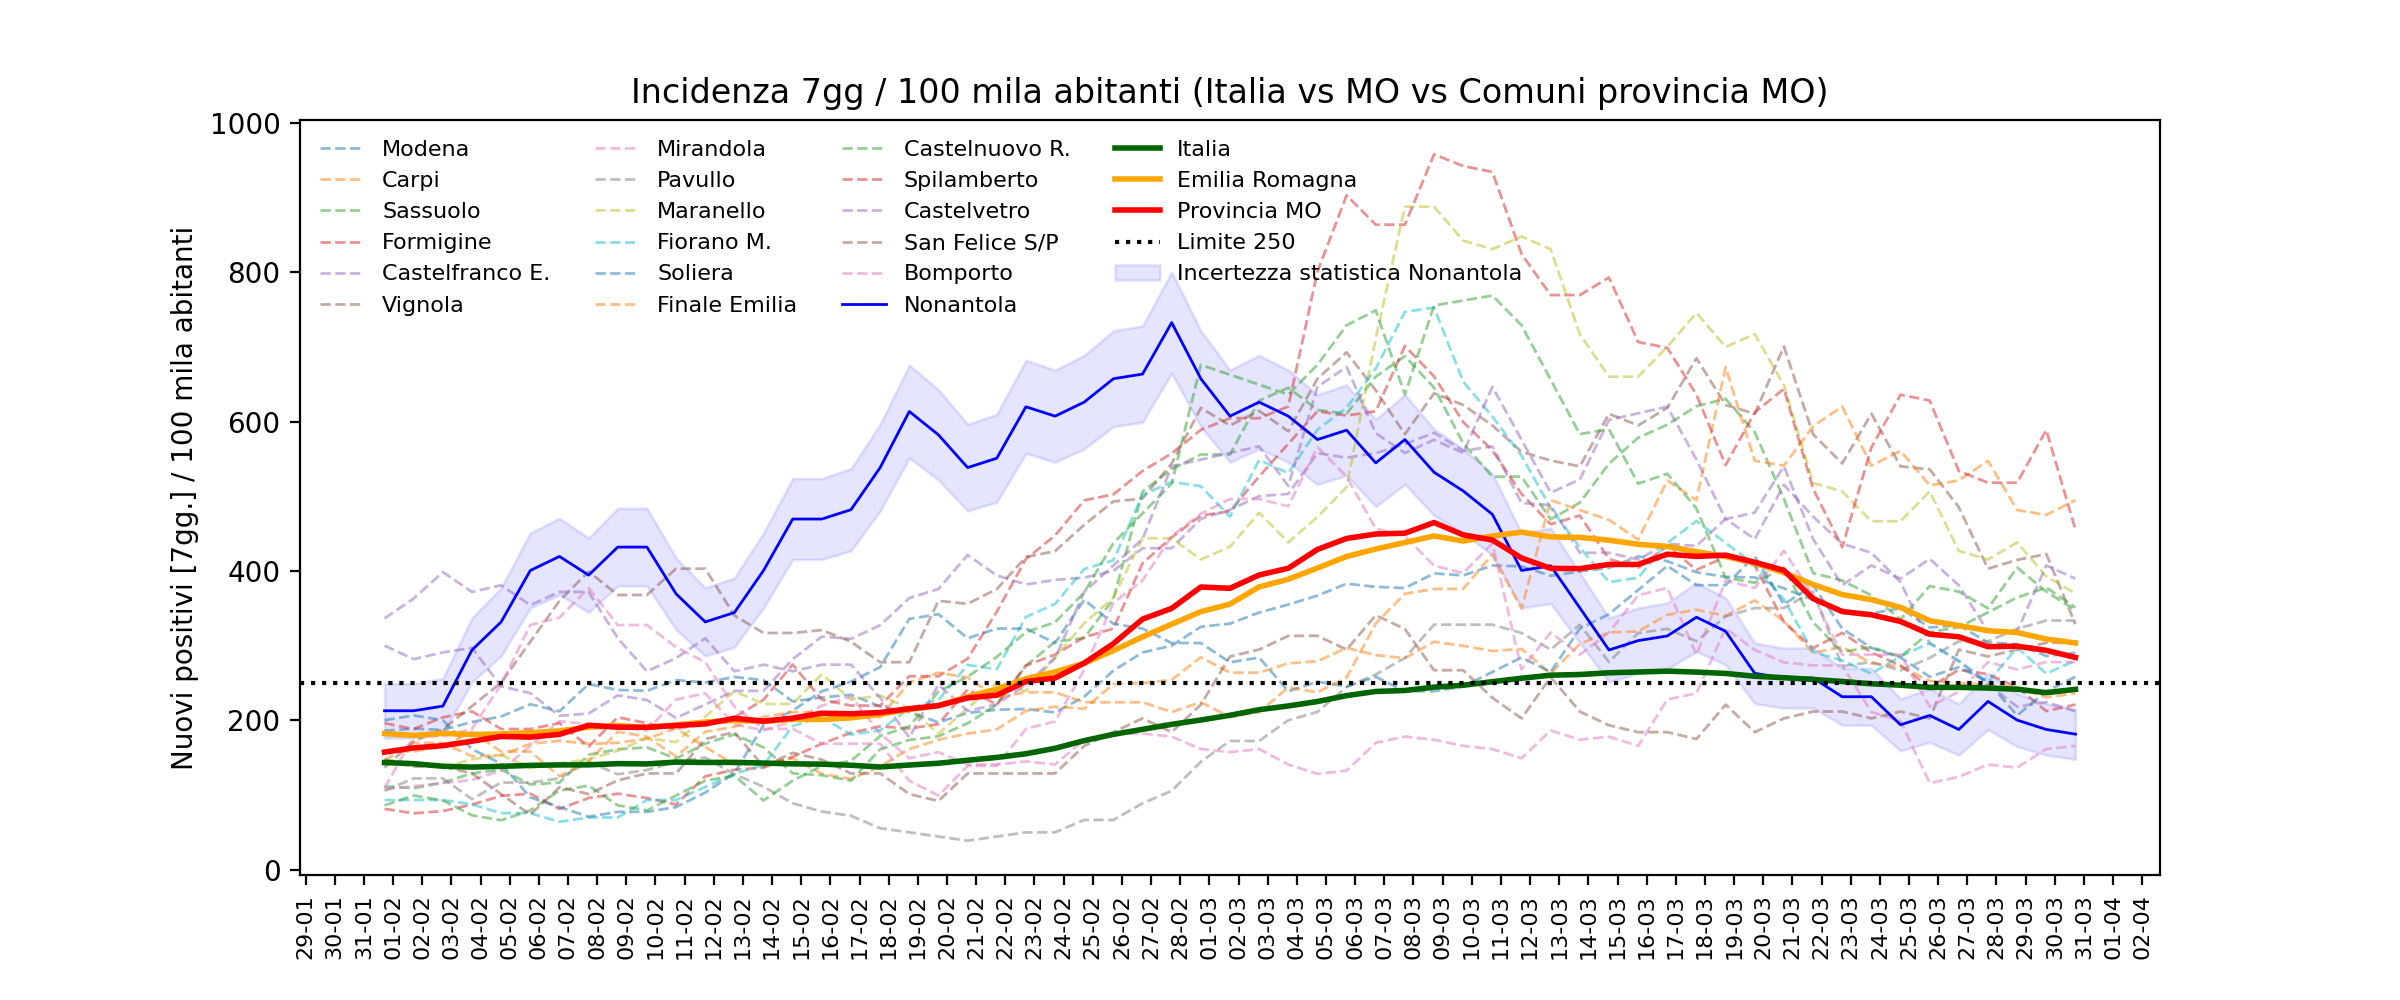 Incidenza 7gg / 100 mila abitanti (Italia vs MO vs Comuni provincia MO)
Nuovi positivi [7gg.] / 100 mila abitanti
1000
800
600
400
200
0
Modena
Carpi
Sassuolo
Formigine
Castelfranco E.
Vignola
Mirandola
Pavullo
Maranello
Fiorano M.
Soliera
Finale Emilia
Castelnuovo R.
Spilamberto
Castelvetro
San Felice S/P
Bomporto
Nonantola
Italia
Emilia Romagna
Provincia MO
Limite 250
Incertezza statistica Nonantola
29-01
30-01
31-01
01-02
02-02
03-02
04-02
05-02
06-02
07-02
08-02
09-02
10-02
11-02
12-02
13-02
14-02
15-02
16-02
17-02
18-02
19-02
20-02
21-02
22-02
23-02
24-02
25-02
26-02
27-02
28-02
01-03
02-03
03-03
04-03
05-03
06-03
07-03
08-03
09-03
10-03
11-03
12-03
13-03
14-03
15-03
16-03
17-03
18-03
19-03
20-03
21-03
22-03
23-03
24-03
25-03
26-03
27-03
28-03
29-03
30-03
31-03
01-04
02-04